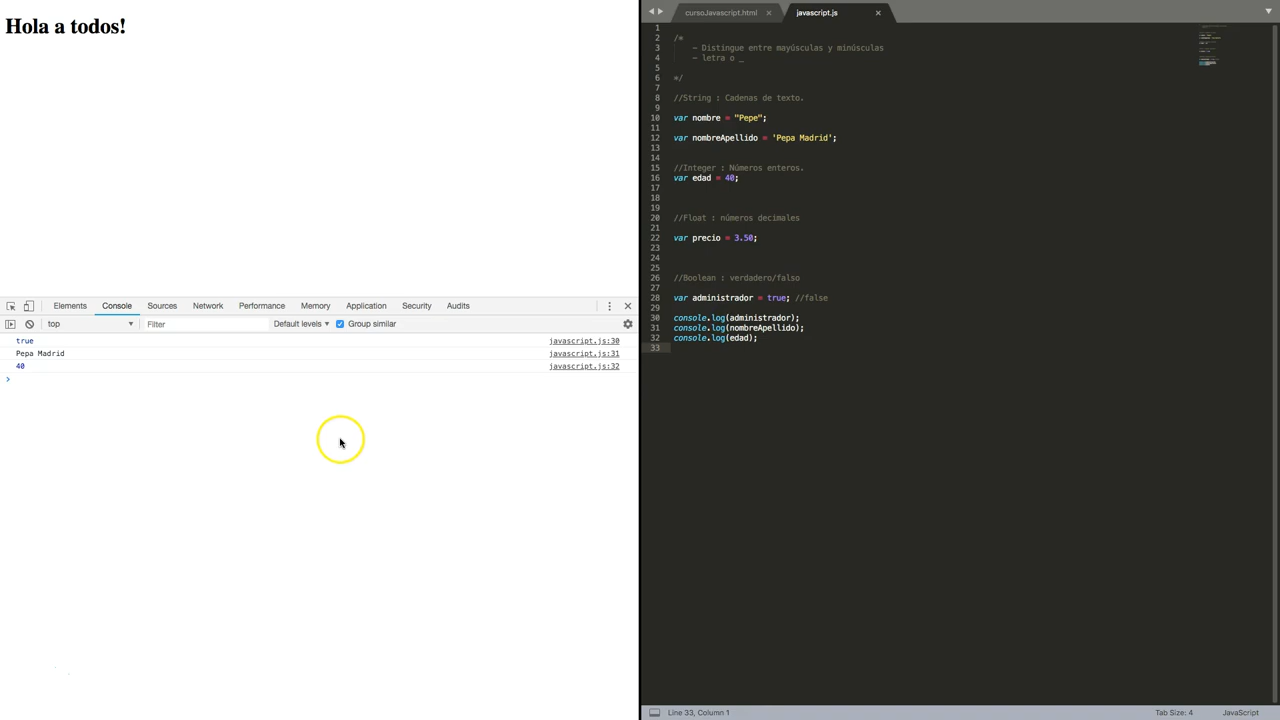 Hola a todos!
Elements Console Sources Network Performance Memory Application Security Audits
top Filter Default levels Group similar
true javascript.js:30
Pepa Madrid javascript.js:31
40 javascript.js:32
cursoJavascript.html javascript.js
1
2 /*
3 - Distingue entre mayúsculas y minúsculas
4 - letra o _
5
6 */
7
8 //String : Cadenas de texto.
9
10 var nombre = "Pepe";
11
12 var nombreApellido = 'Pepa Madrid';
13
14
15 //Integer : Números enteros.
16 var edad = 40;
17
18
19
20 //Float : números decimales
21
22 var precio = 3.50;
23
24
25
26 //Boolean : verdadero/falso
27
28 var administrador = true; //false
29
30 console.log(administrador);
31 console.log(nombreApellido);
32 console.log(edad);
33
Line 33, Column 1 Tab Size: 4 JavaScript